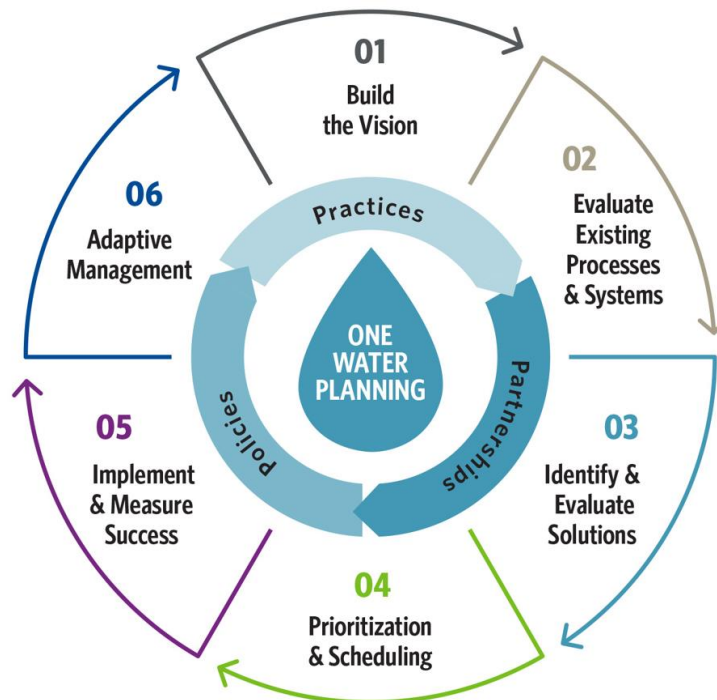 01
Build
the Vision
02
Evaluate
Existing
Processes
& Systems
03
Identify &
Evaluate
Solutions
04
Prioritization
& Scheduling
05
Implement
& Measure
Success
06
Adaptive
Management
Practices
Partnerships
Policies
ONE
WATER
PLANNING